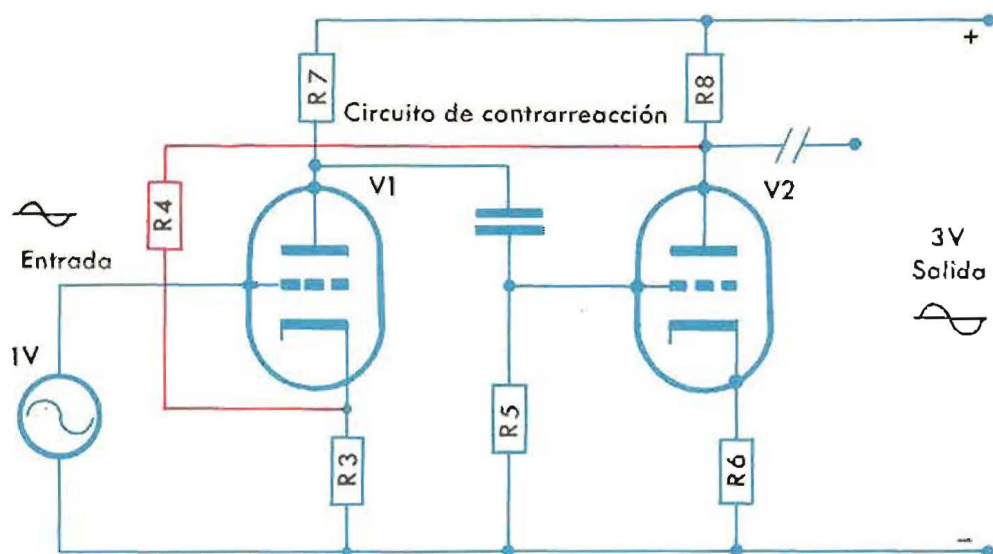 +
R7
R8
Circuito de contrarreacción
V1
V2
R4
3V
Entrada
Salida
1V
R5
R3
R6
-